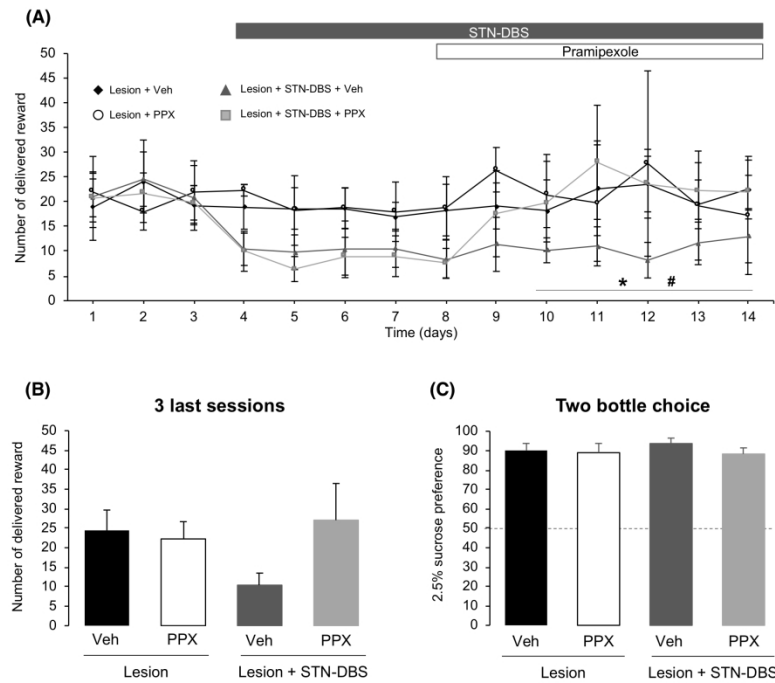 (A)
STN-DBS
Pramipexole
Number of delivered reward
50
45
40
35
30
25
20
15
10
5
0
Lesion + Veh
Lesion + PPX
Lesion + STN-DBS + Veh
Lesion + STN-DBS + PPX
* #
1 2 3 4 5 6 7 8 9 10 11 12 13 14
Time (days)
(B)
3 last sessions
Number of delivered reward
50
45
40
35
30
25
20
15
10
5
0
Veh PPX Veh PPX
Lesion Lesion + STN-DBS
(C)
Two bottle choice
2.5% sucrose preference
100
90
80
70
60
50
40
30
20
10
0
Veh PPX Veh PPX
Lesion Lesion + STN-DBS